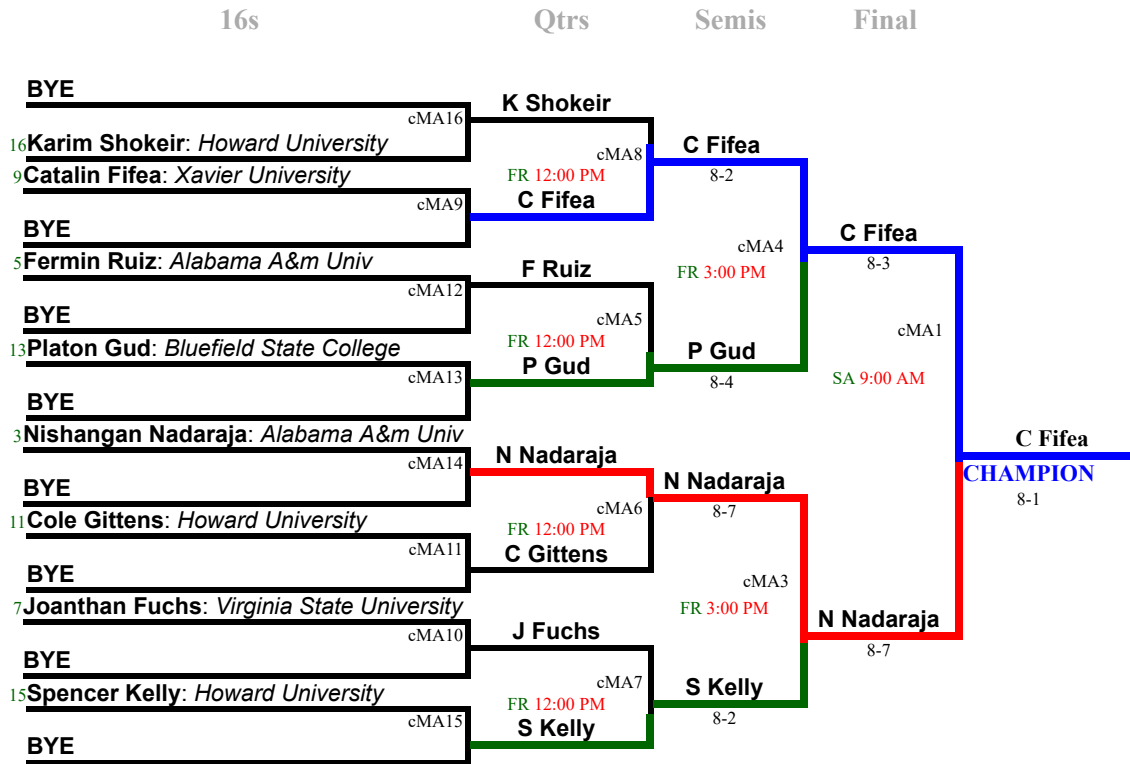 16s Qtrs Semis Final
BYE
cMA16
K Shokeir
16 Karim Shokeir: Howard University
cMA8
C Fifea
8-2
9 Catalin Fifea: Xavier University
FR 12:00 PM
cMA9
C Fifea
BYE
cMA4
FR 3:00 PM
C Fifea
8-3
5 Fermin Ruiz: Alabama A&m Univ
cMA12
F Ruiz
BYE
cMA5
FR 12:00 PM
P Gud
8-4
13 Platon Gud: Bluefield State College
cMA13
P Gud
BYE
cMA1
SA 9:00 AM
C Fifea
CHAMPION
8-1
3 Nishangan Nadaraja: Alabama A&m Univ
cMA14
N Nadaraja
BYE
cMA6
FR 12:00 PM
N Nadaraja
8-7
11 Cole Gittens: Howard University
cMA11
C Gittens
BYE
cMA3
FR 3:00 PM
N Nadaraja
8-7
7 Joanthan Fuchs: Virginia State University
cMA10
J Fuchs
BYE
cMA7
FR 12:00 PM
S Kelly
8-2
15 Spencer Kelly: Howard University
cMA15
S Kelly
BYE